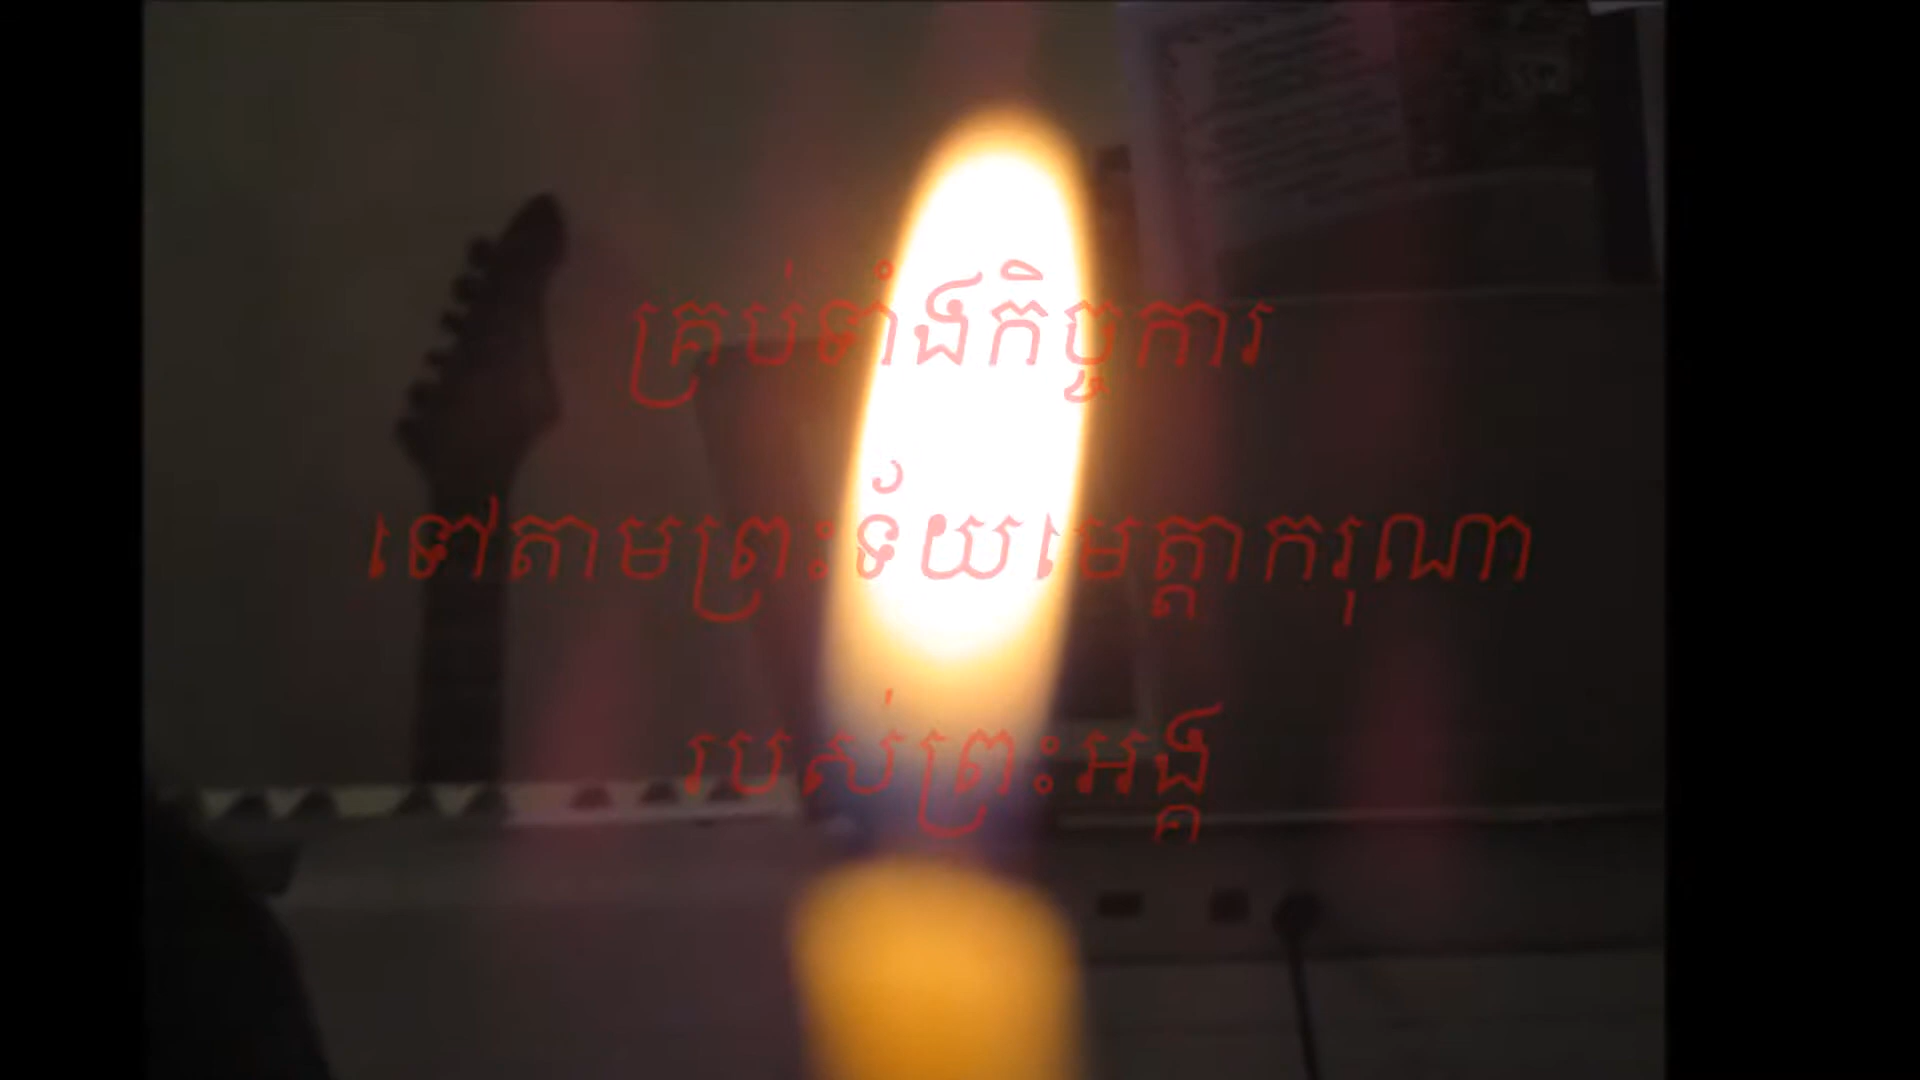 គ្រប់ទាំងកិច្ចការ
ទៅតាមព្រះទ័យមេត្តាករុណា
របស់ព្រះអង្គ